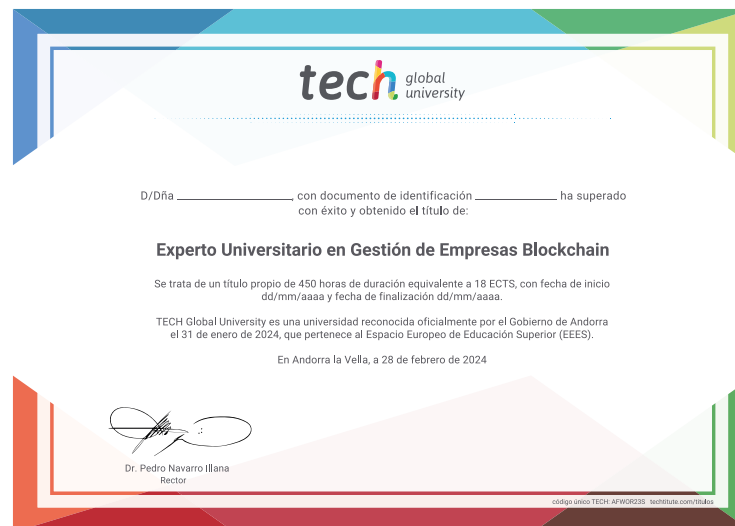 tech global university
D/Dña ____________________, con documento de identificación ______________ ha superado
con éxito y obtenido el título de:
Experto Universitario en Gestión de Empresas Blockchain
Se trata de un título propio de 450 horas de duración equivalente a 18 ECTS, con fecha de inicio
dd/mm/aaaa y fecha de finalización dd/mm/aaaa.
TECH Global University es una universidad reconocida oficialmente por el Gobierno de Andorra
el 31 de enero de 2024, que pertenece al Espacio Europeo de Educación Superior (EEES).
En Andorra la Vella, a 28 de febrero de 2024
Dr. Pedro Navarro Illana
Rector
código único TECH: AFWOR23S techtitute.com/titulos